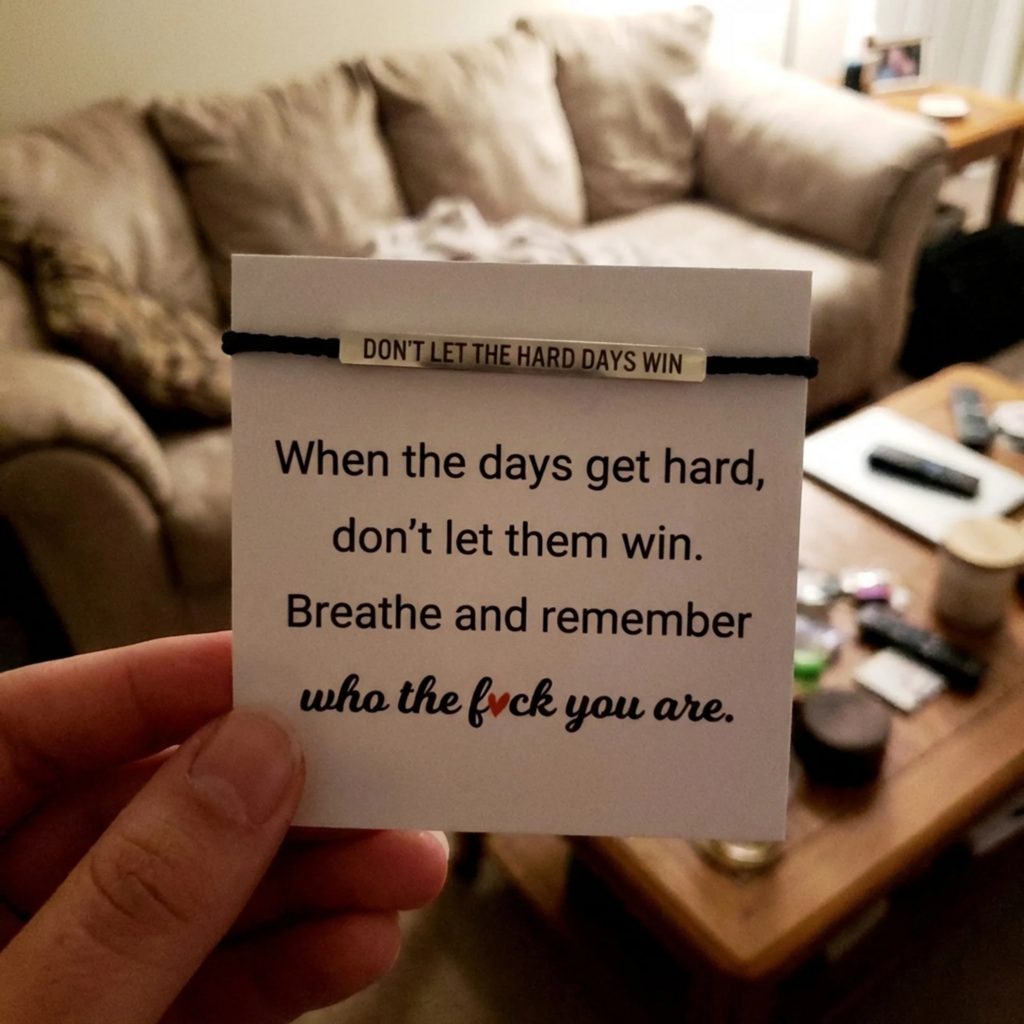 DON'T LET THE HARD DAYS WIN
When the days get hard,
don't let them win.
Breathe and remember
who the f♥ck you are.